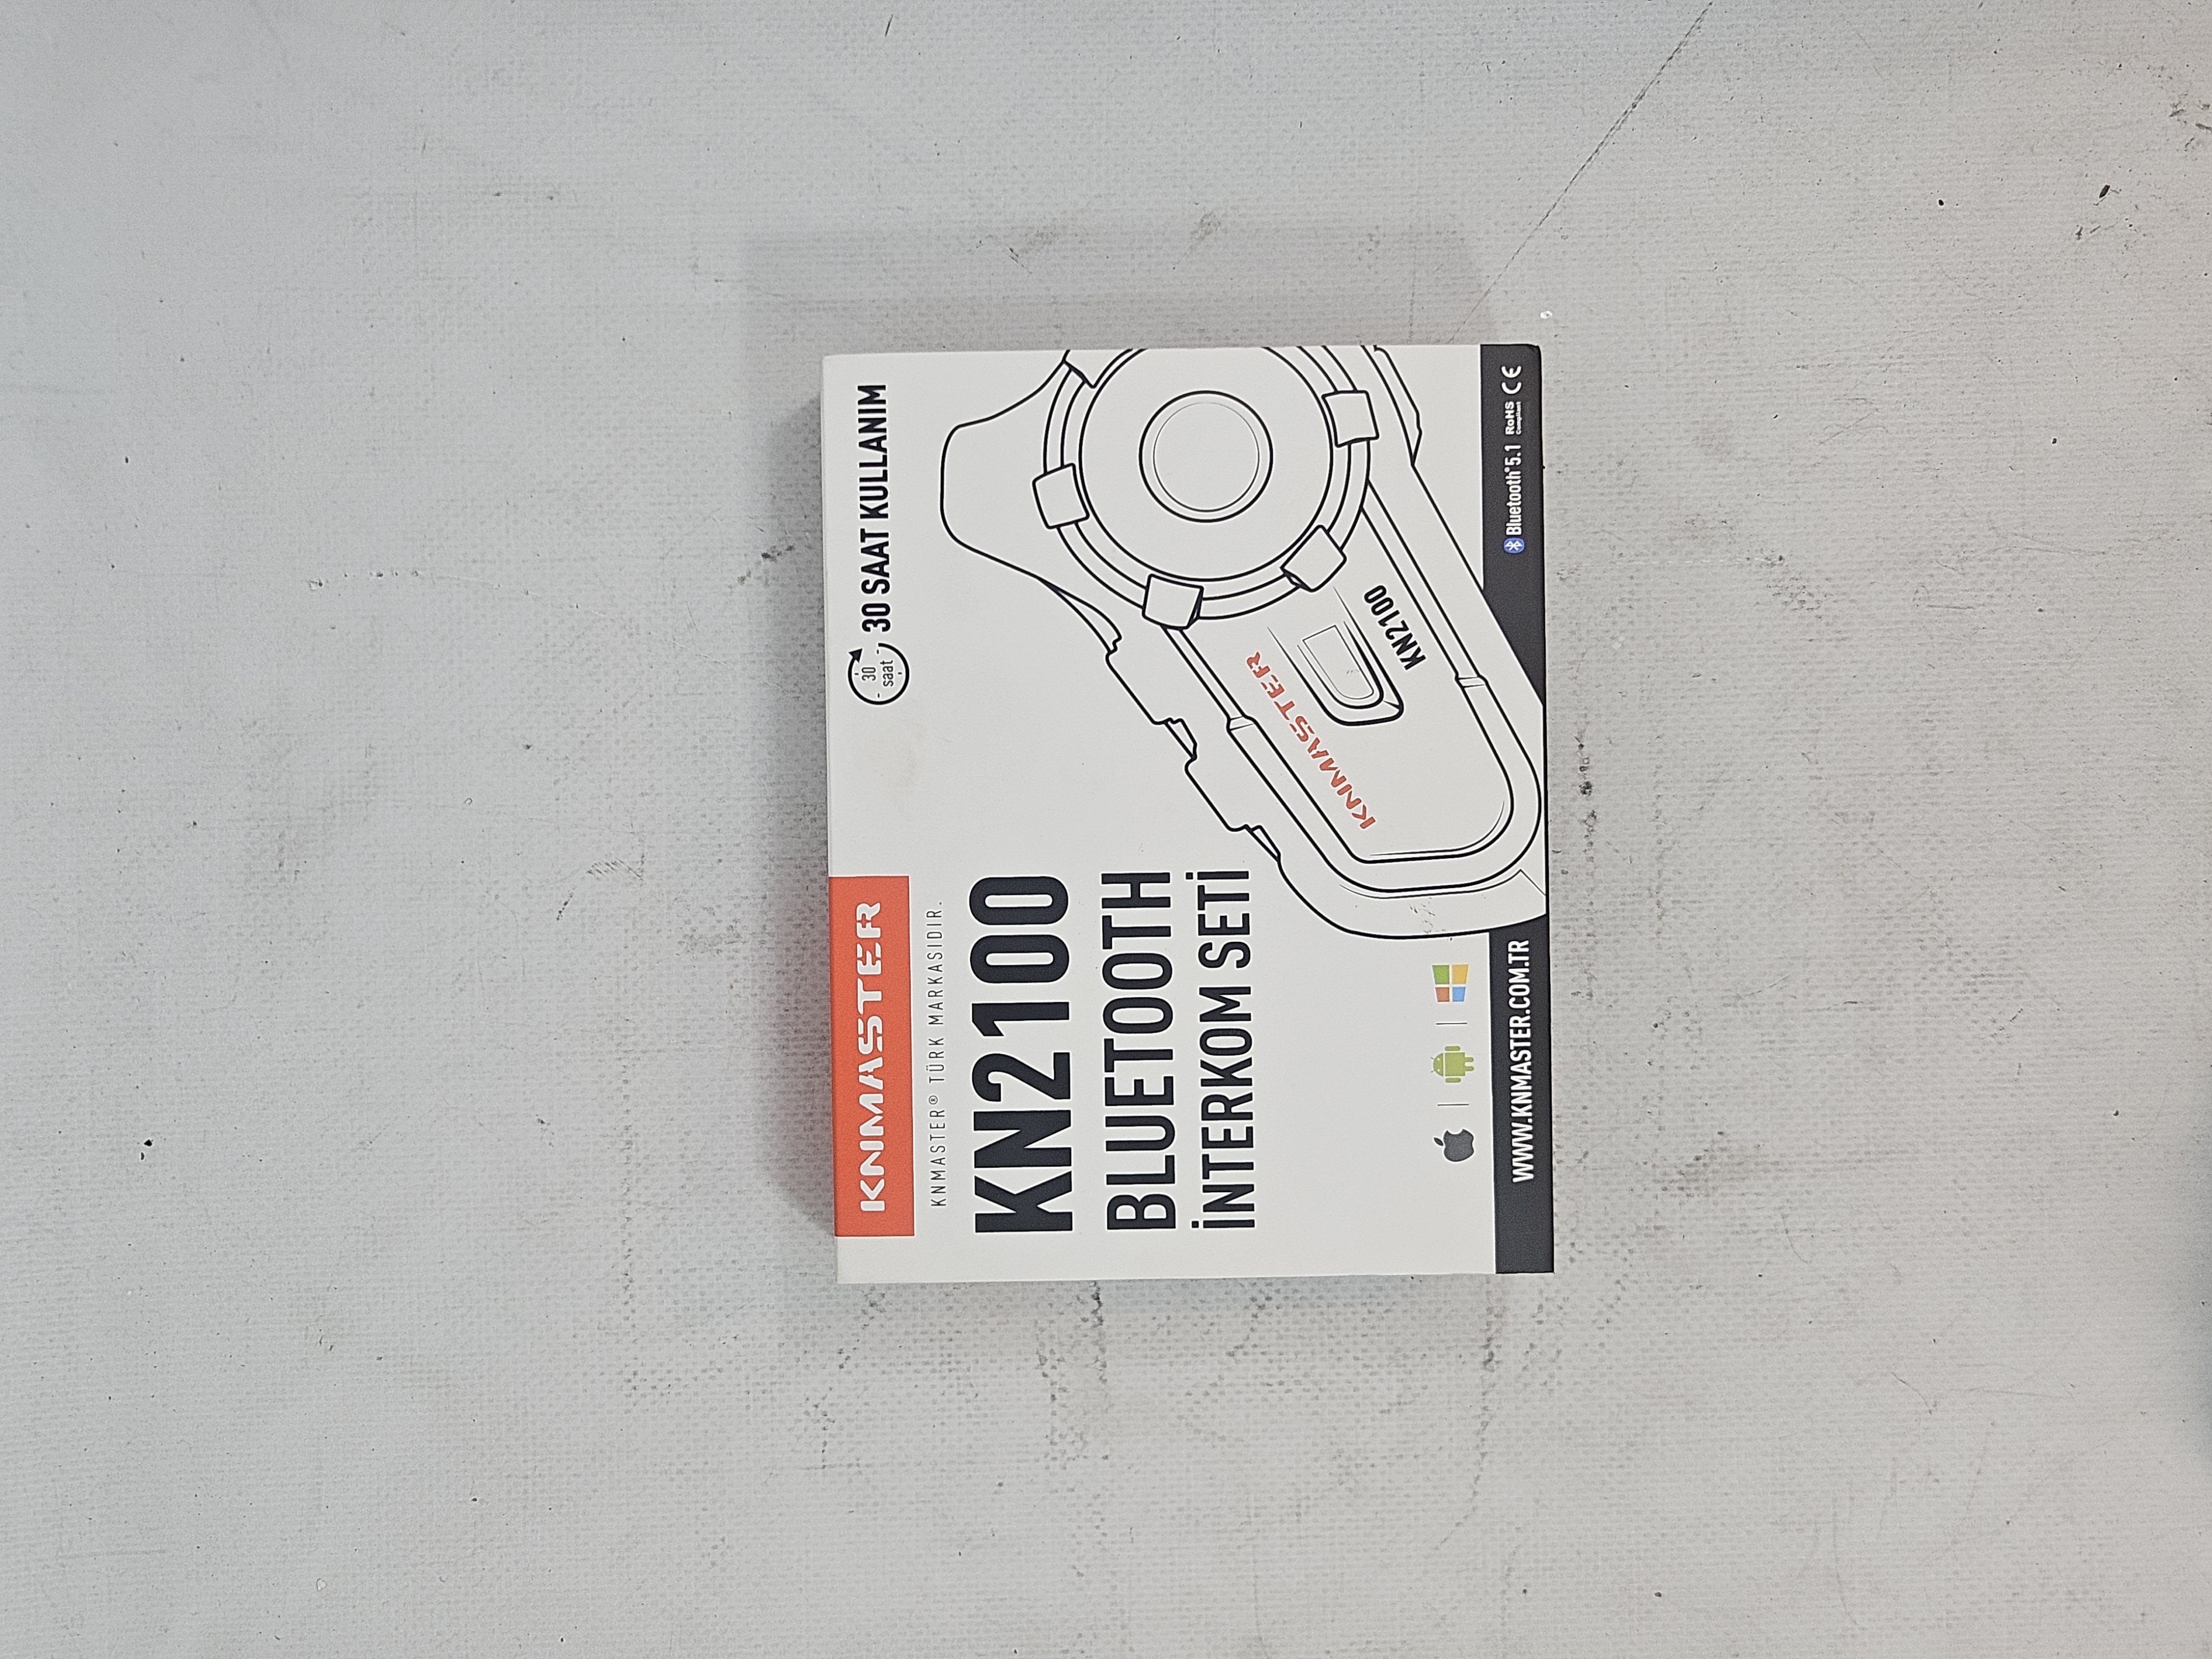 KNMASTER
KNMASTER® TÜRK MARKASIDIR.
30 saat
30 SAAT KULLANIM
KN2100
BLUETOOTH
İNTERKOM SETİ
KNMASTER
KN2100
WWW.KNMASTER.COM.TR
Bluetooth® 5.1
RoHS
Compliant
CE